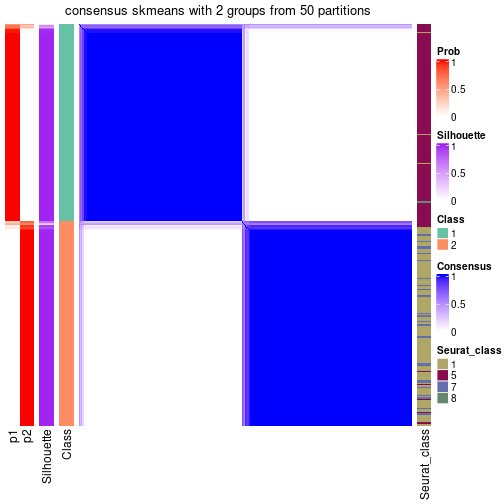 consensus skmeans with 2 groups from 50 partitions
Prob
1
0.5
0
Silhouette
1
0.5
0
Class
1
2
Consensus
1
0.5
0
Seurat_class
1
5
7
8
p1
p2
Silhouette
Class
Seurat_class